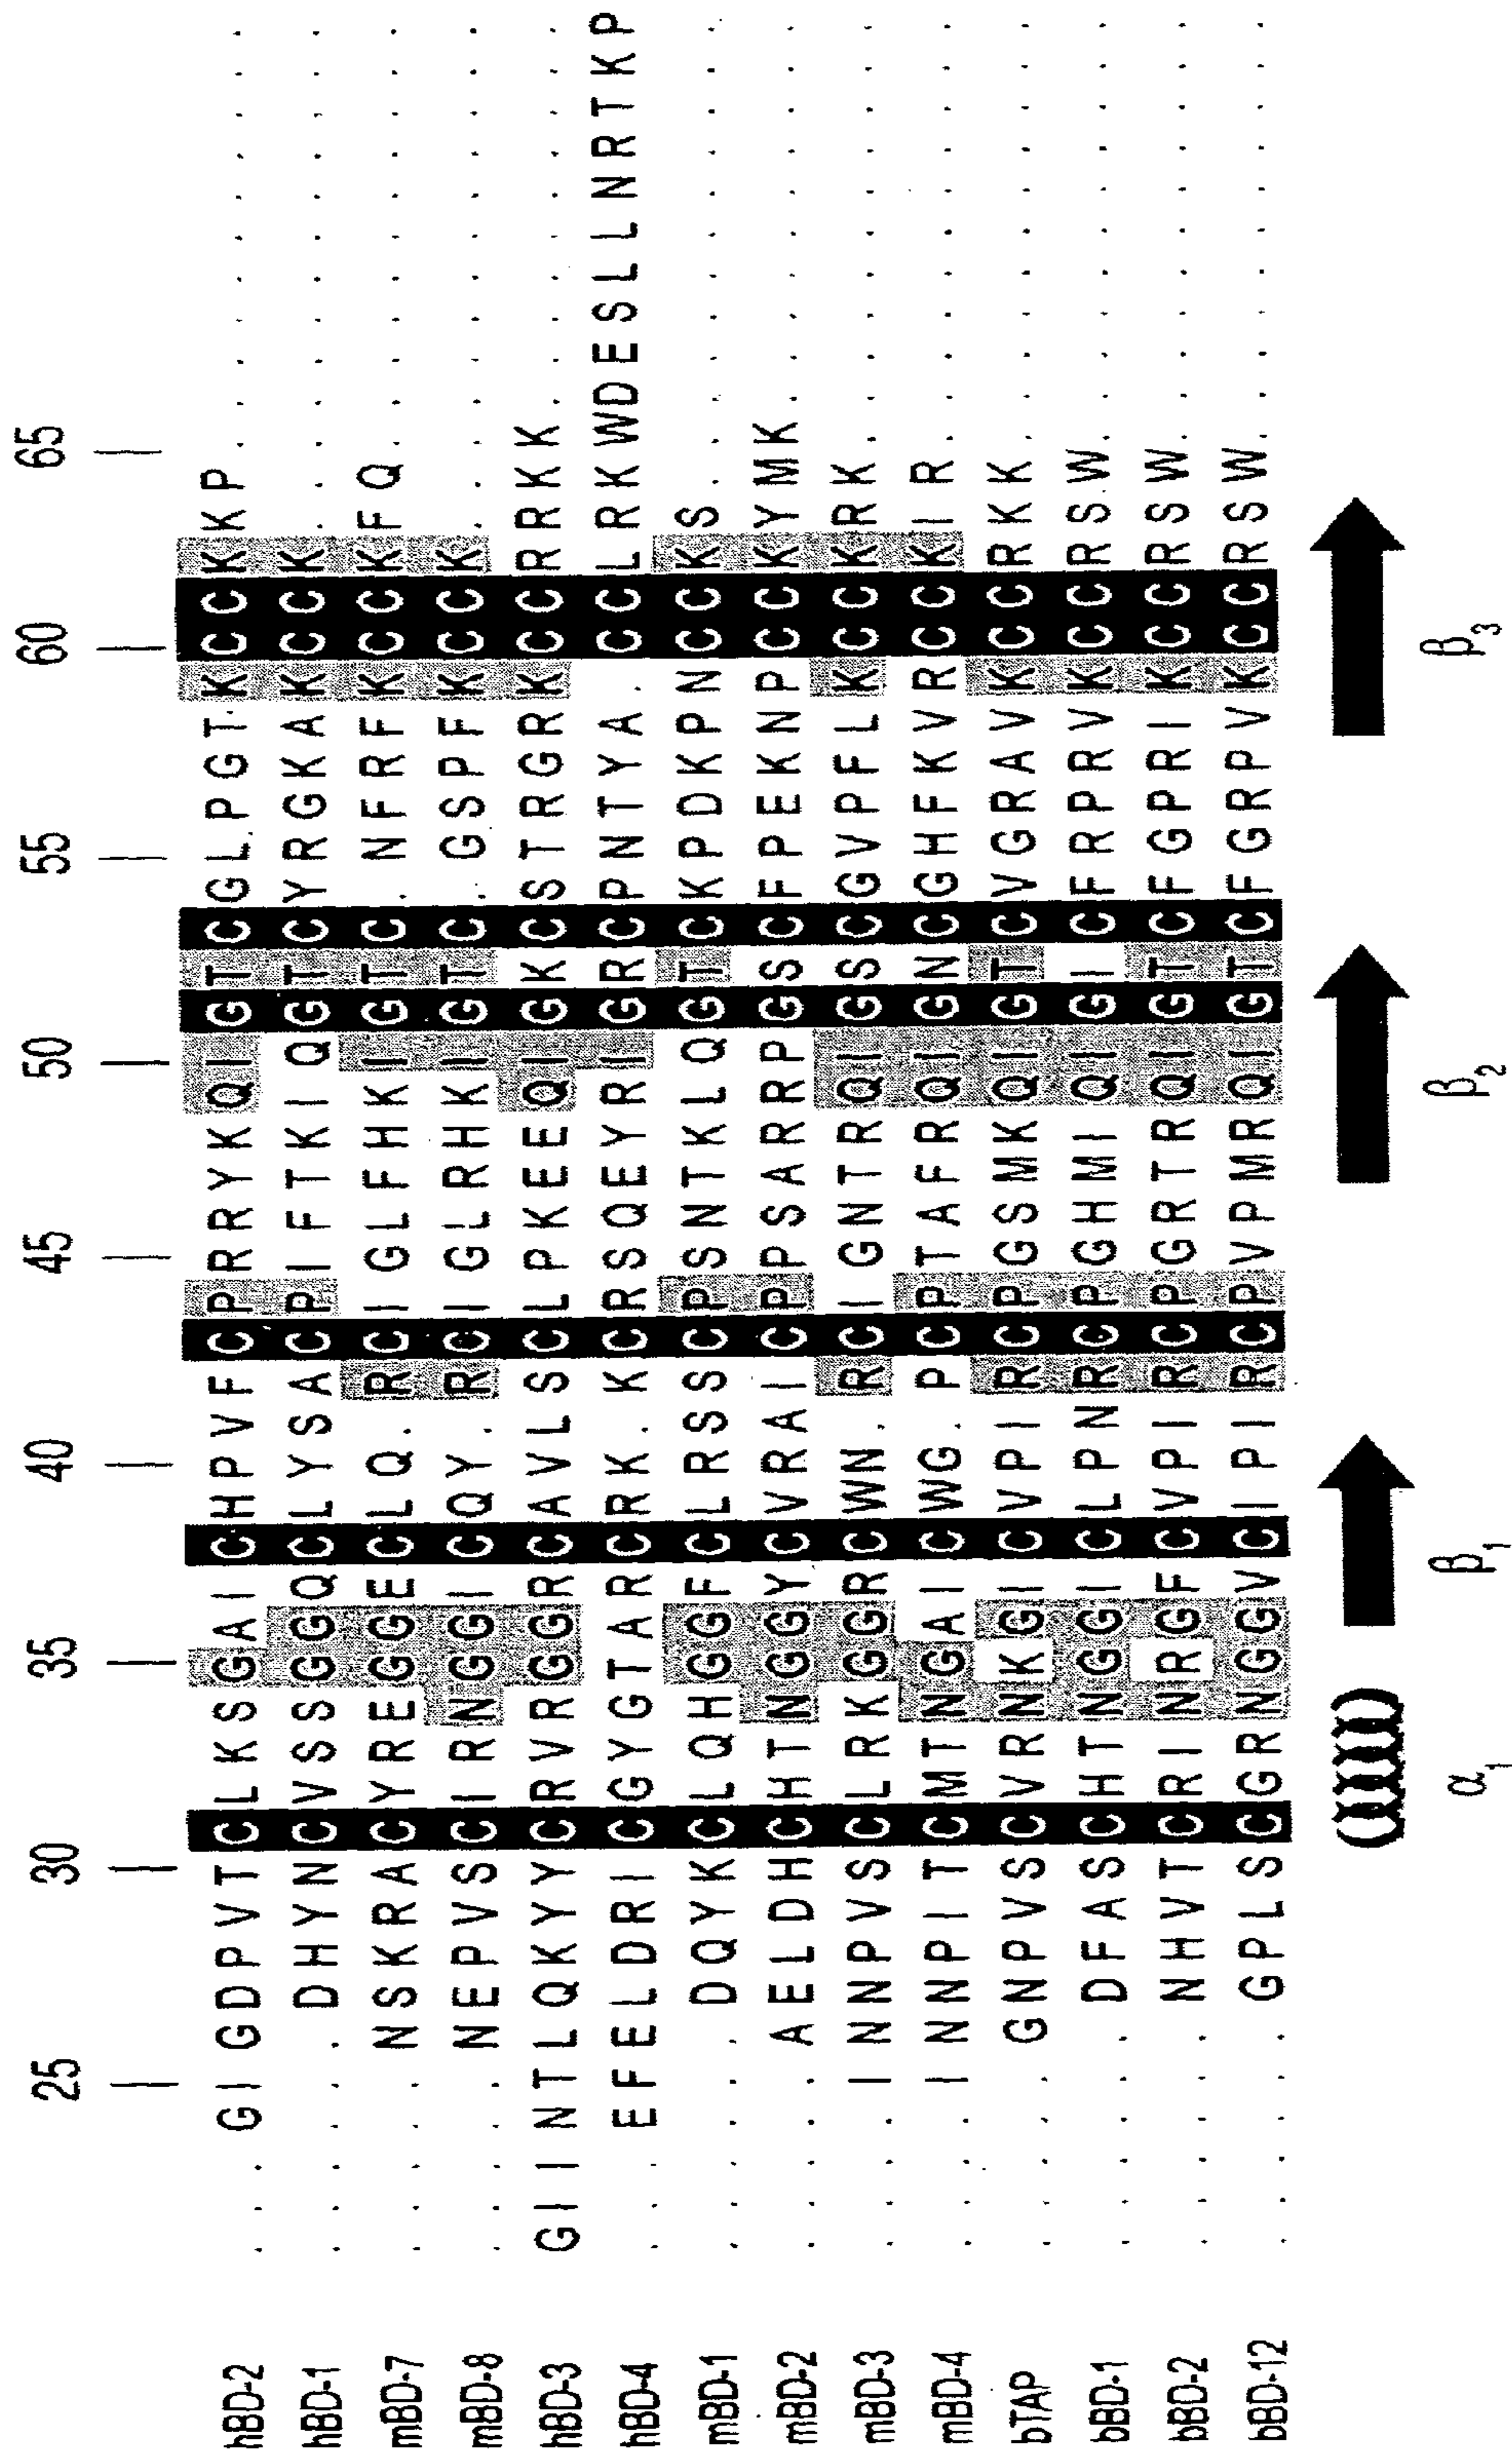 25 30 35 40 45 50 55 60 65
hBD-2 . . . G I G D P V T C L K S G A I C H P V F C P R R Y K Q I G T C G L P G T K C C K K P . . . . . . . . . . .
hBD-1 . . . . . . D H Y N C V S S G G Q C L Y S A C P I F T K I Q G T C Y R G K A K C C K . . . . . . . . . . . . .
mBD-7 . . . . . N S K R A C Y R E G G E C L Q . R C I G L F H K I G T C . N F R F K C C K F Q . . . . . . . . . . .
mBD-8 . . . . . N E P V S C I R N G G I C Q Y . R C I G L R H K I G T C . G S P F K C C K . . . . . . . . . . . . .
hBD-3 G I I N T L Q K Y Y C R V R G G R C A V L S C L P K E E Q I G K C S T R G R K C C R R K K . . . . . . . . . .
hBD-4 . . . E F E L D R I C G Y G T A R C R K . K C R S Q E Y R I G R C P N T Y A . C C L R K W D E S L L N R T K P
mBD-1 . . . . . . D Q Y K C L Q H G G F C L R S S C P S N T K L Q G T C K P D K P N C C K S . . . . . . . . . . . .
mBD-2 . . . . . A E L D H C H T N G G Y C V R A I C P P S A R R P G S C F P E K N P C C K Y M K . . . . . . . . . .
mBD-3 . . . . I N N P V S C L R K G G R C W N . R C I G N T R Q I G S C G V P F L K C C K R K . . . . . . . . . . .
mBD-4 . . . . I N N P I T C M T N G A I C W G . P C P T A F R Q I G N C G H F K V R C C K I R . . . . . . . . . . .
bTAP . . . . . G N P V S C V R N K G I C V P I R C P G S M K Q I G T C V G R A V K C C R K K . . . . . . . . . . .
bBD-1 . . . . . . D F A S C H T N G G I C L P N R C P G H M I Q I G I C F R P R V K C C R S W . . . . . . . . . . .
bBD-2 . . . . . . N H V T C R I N R G F C V P I R C P G R T R Q I G T C F G P R I K C C R S W . . . . . . . . . . .
bBD-12 . . . . . . G P L S C G R N G G V C I P I R C P V P M R Q I G T C F G R P V K C C R S W . . . . . . . . . . .
α₁ β₁ β₂ β₃